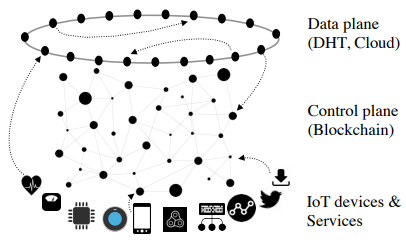 Data plane
(DHT, Cloud)
Control plane
(Blockchain)
IoT devices &
Services